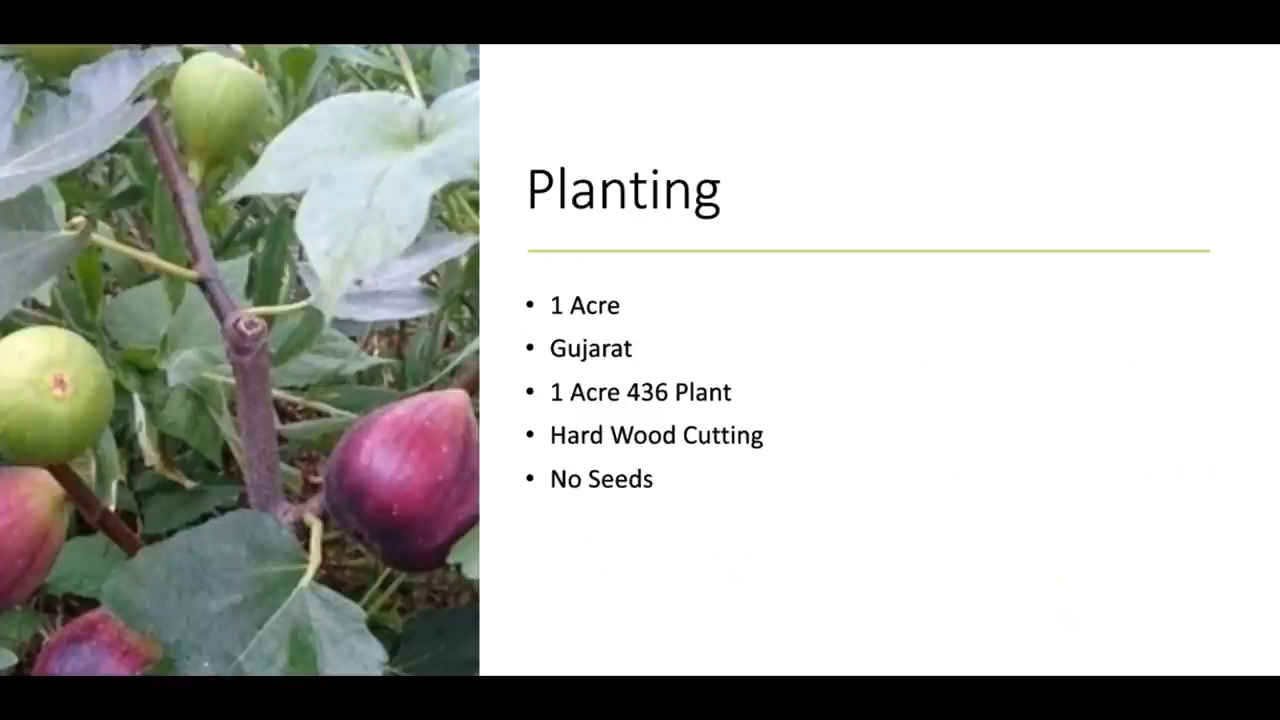 Planting
• 1 Acre
• Gujarat
• 1 Acre 436 Plant
• Hard Wood Cutting
• No Seeds